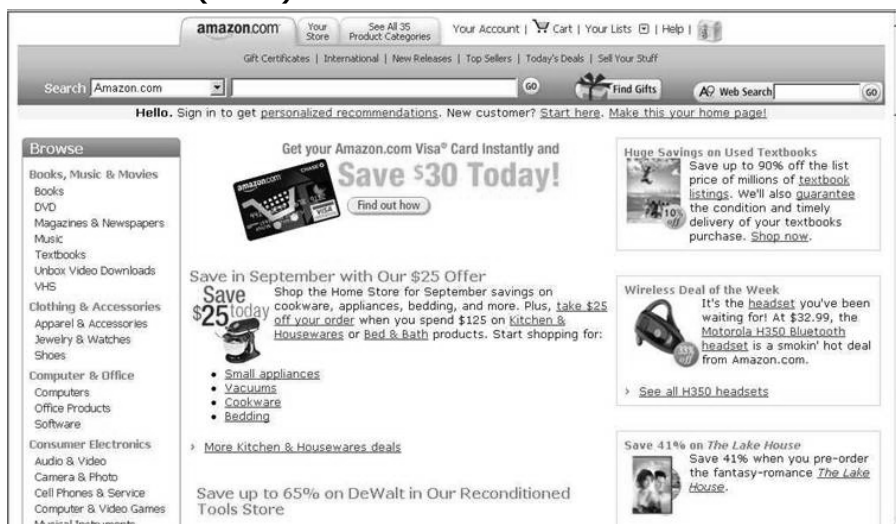 amazon.com
Your Store
See All 35 Product Categories
Your Account | Cart | Your Lists | Help |
Gift Certificates | International | New Releases | Top Sellers | Today's Deals | Sell Your Stuff
Search Amazon.com GO Find Gifts A9 Web Search GO
Hello. Sign in to get personalized recommendations. New customer? Start here. Make this your home page!
Browse
Books, Music & Movies
Books
DVD
Magazines & Newspapers
Music
Textbooks
Unbox Video Downloads
VHS
Clothing & Accessories
Apparel & Accessories
Jewelry & Watches
Shoes
Computer & Office
Computers
Office Products
Software
Consumer Electronics
Audio & Video
Camera & Photo
Cell Phones & Service
Computer & Video Games
Musical Instruments
Get your Amazon.com Visa® Card Instantly and
Save $30 Today!
Find out how
amazon.com
CHASE
VISA
Save in September with Our $25 Offer
Save
$25 today
Shop the Home Store for September savings on
cookware, appliances, bedding, and more. Plus, take $25
off your order when you spend $125 on Kitchen &
Housewares or Bed & Bath products. Start shopping for:
• Small appliances
• Vacuums
• Cookware
• Bedding
› More Kitchen & Housewares deals
Save up to 65% on DeWalt in Our Reconditioned
Tools Store
Huge Savings on Used Textbooks
Save up to 90% off the list
price of millions of textbook
listings. We'll also guarantee
the condition and timely
delivery of your textbooks
purchase. Shop now.
10%
off
Wireless Deal of the Week
It's the headset you've been
waiting for! At $32.99, the
Motorola H350 Bluetooth
headset is a smokin' hot deal
from Amazon.com.
33%
off
› See all H350 headsets
Save 41% on The Lake House
Save 41% when you pre-order
the fantasy-romance The Lake
House.